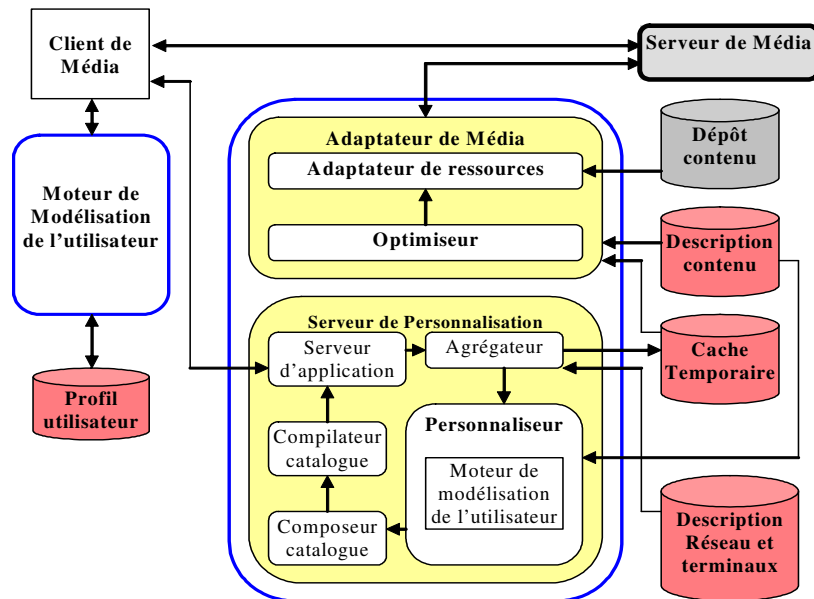 Client de
Média
Serveur de Média
Adaptateur de Média
Adaptateur de ressources
Optimiseur
Dépôt
contenu
Moteur de
Modélisation
de l’utilisateur
Description
contenu
Serveur de Personnalisation
Serveur
d’application
Agrégateur
Cache
Temporaire
Profil
utilisateur
Compilateur
catalogue
Personnaliseur
Moteur de
modélisation
de l’utilisateur
Composeur
catalogue
Description
Réseau et
terminaux